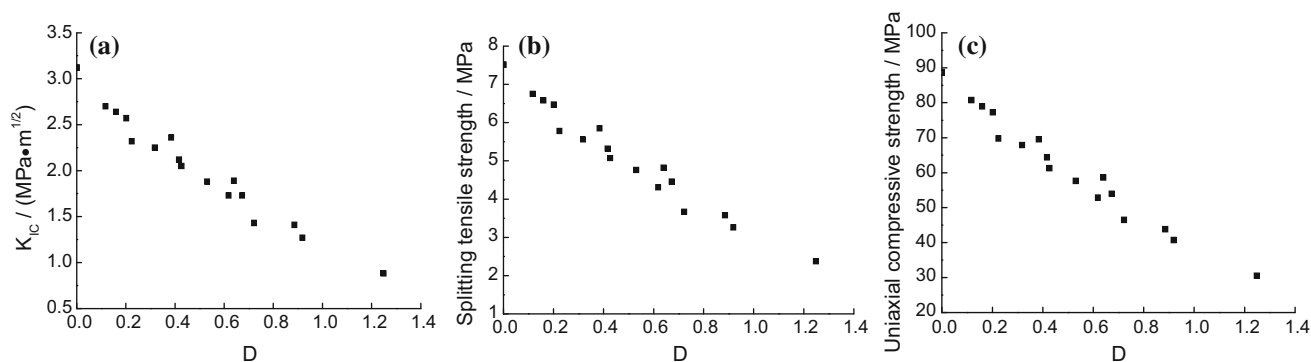 (a)
K_IC / (MPa•m^1/2)
3.5
3.0
2.5
2.0
1.5
1.0
0.5
0.0 0.2 0.4 0.6 0.8 1.0 1.2 1.4
D
(b)
Splitting tensile strength / MPa
8
7
6
5
4
3
2
1
0.0 0.2 0.4 0.6 0.8 1.0 1.2 1.4
D
(c)
Uniaxial compressive strength / MPa
100
90
80
70
60
50
40
30
20
0.0 0.2 0.4 0.6 0.8 1.0 1.2 1.4
D